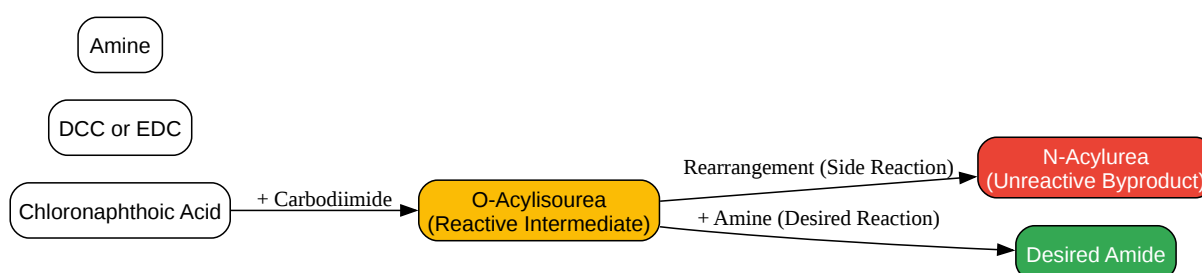 Amine
DCC or EDC
Chloronaphthoic Acid
+ Carbodiimide
O-Acylisourea
(Reactive Intermediate)
Rearrangement (Side Reaction)
+ Amine (Desired Reaction)
N-Acylurea
(Unreactive Byproduct)
Desired Amide